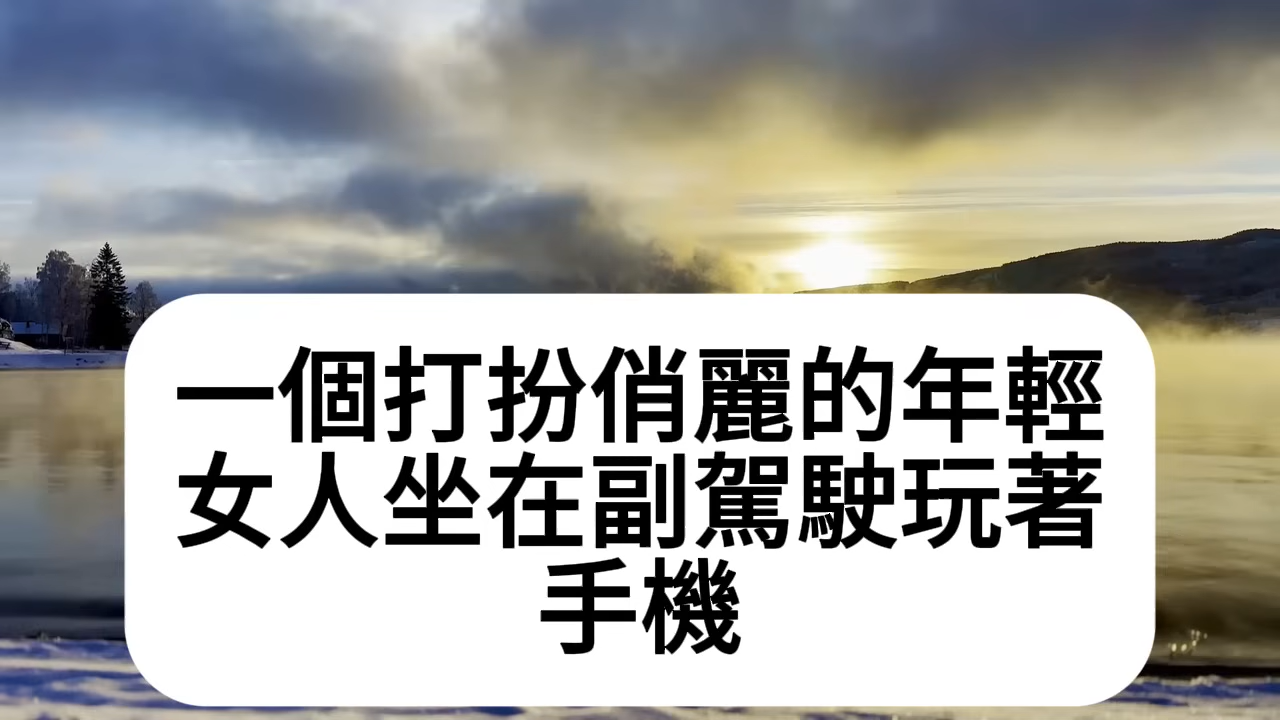 一個打扮俏麗的年輕
女人坐在副駕駛玩著
手機